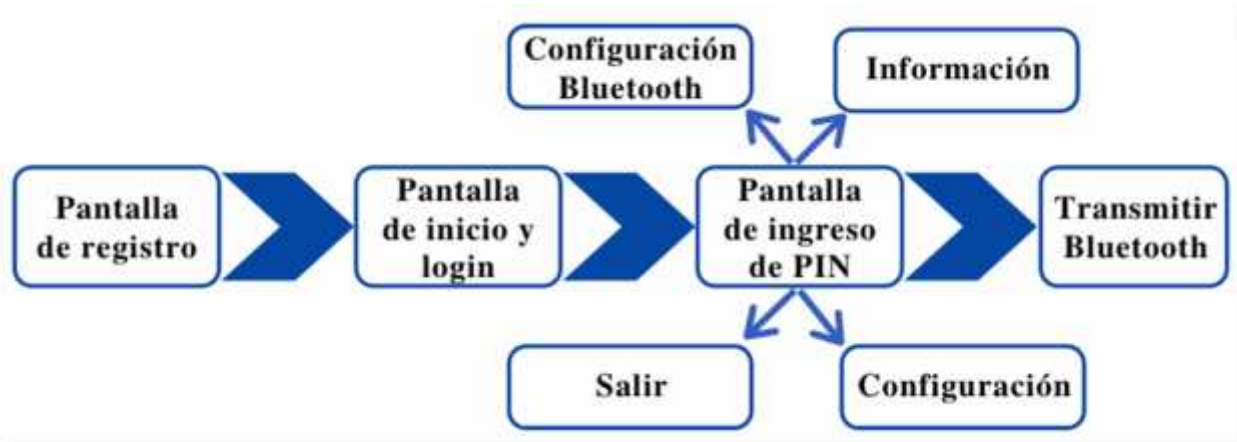 Configuración
Bluetooth
Información
Pantalla
de registro
Pantalla
de inicio y
login
Pantalla
de ingreso
de PIN
Transmitir
Bluetooth
Salir
Configuración